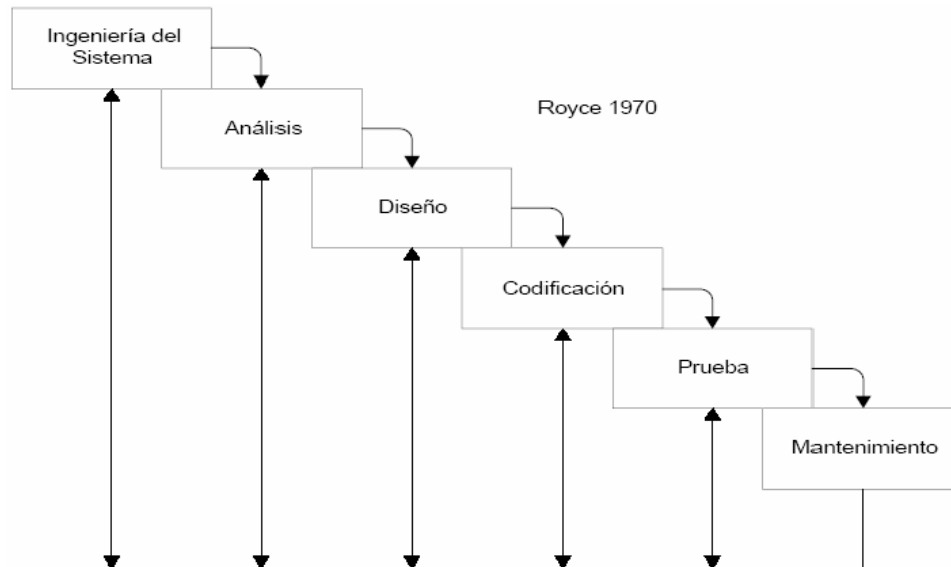 Ingeniería del
Sistema
Análisis
Royce 1970
Diseño
Codificación
Prueba
Mantenimiento